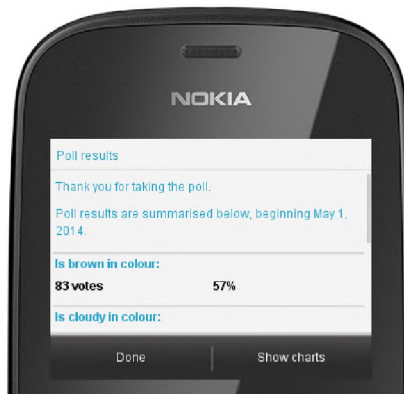 NOKIA
Poll results
Thank you for taking the poll.
Poll results are summarised below, beginning May 1,
2014.
Is brown in colour:
83 votes 57%
Is cloudy in colour:
Done Show charts